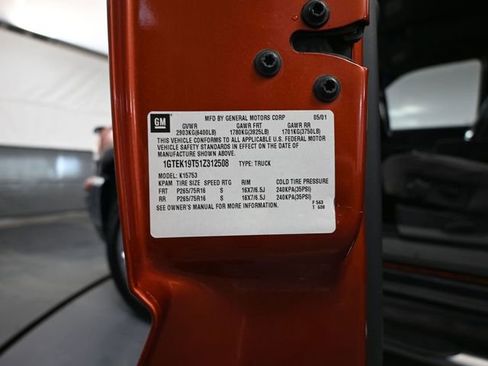 GM
MFD BY GENERAL MOTORS CORP 05/01
GVWR GAWR FRT GAWR RR
2903KG(6400LB) 1780KG(3925LB) 1701KG(3750LB)
THIS VEHICLE CONFORMS TO ALL APPLICABLE U.S. FEDERAL MOTOR
VEHICLE SAFETY STANDARDS IN EFFECT ON THE DATE OF
MANUFACTURE SHOWN ABOVE.
1GTEK19T51Z312508 TYPE: TRUCK
MODEL: K15753
KPAM TIRE SIZE SPEED RTG RIM COLD TIRE PRESSURE
FRT P265/75R16 S 16X7/6.5J 240KPA(35PSI)
RR P265/75R16 S 16X7/6.5J 240KPA(35PSI)
SEE OWNER'S MANUAL FOR MORE INFORMATION.